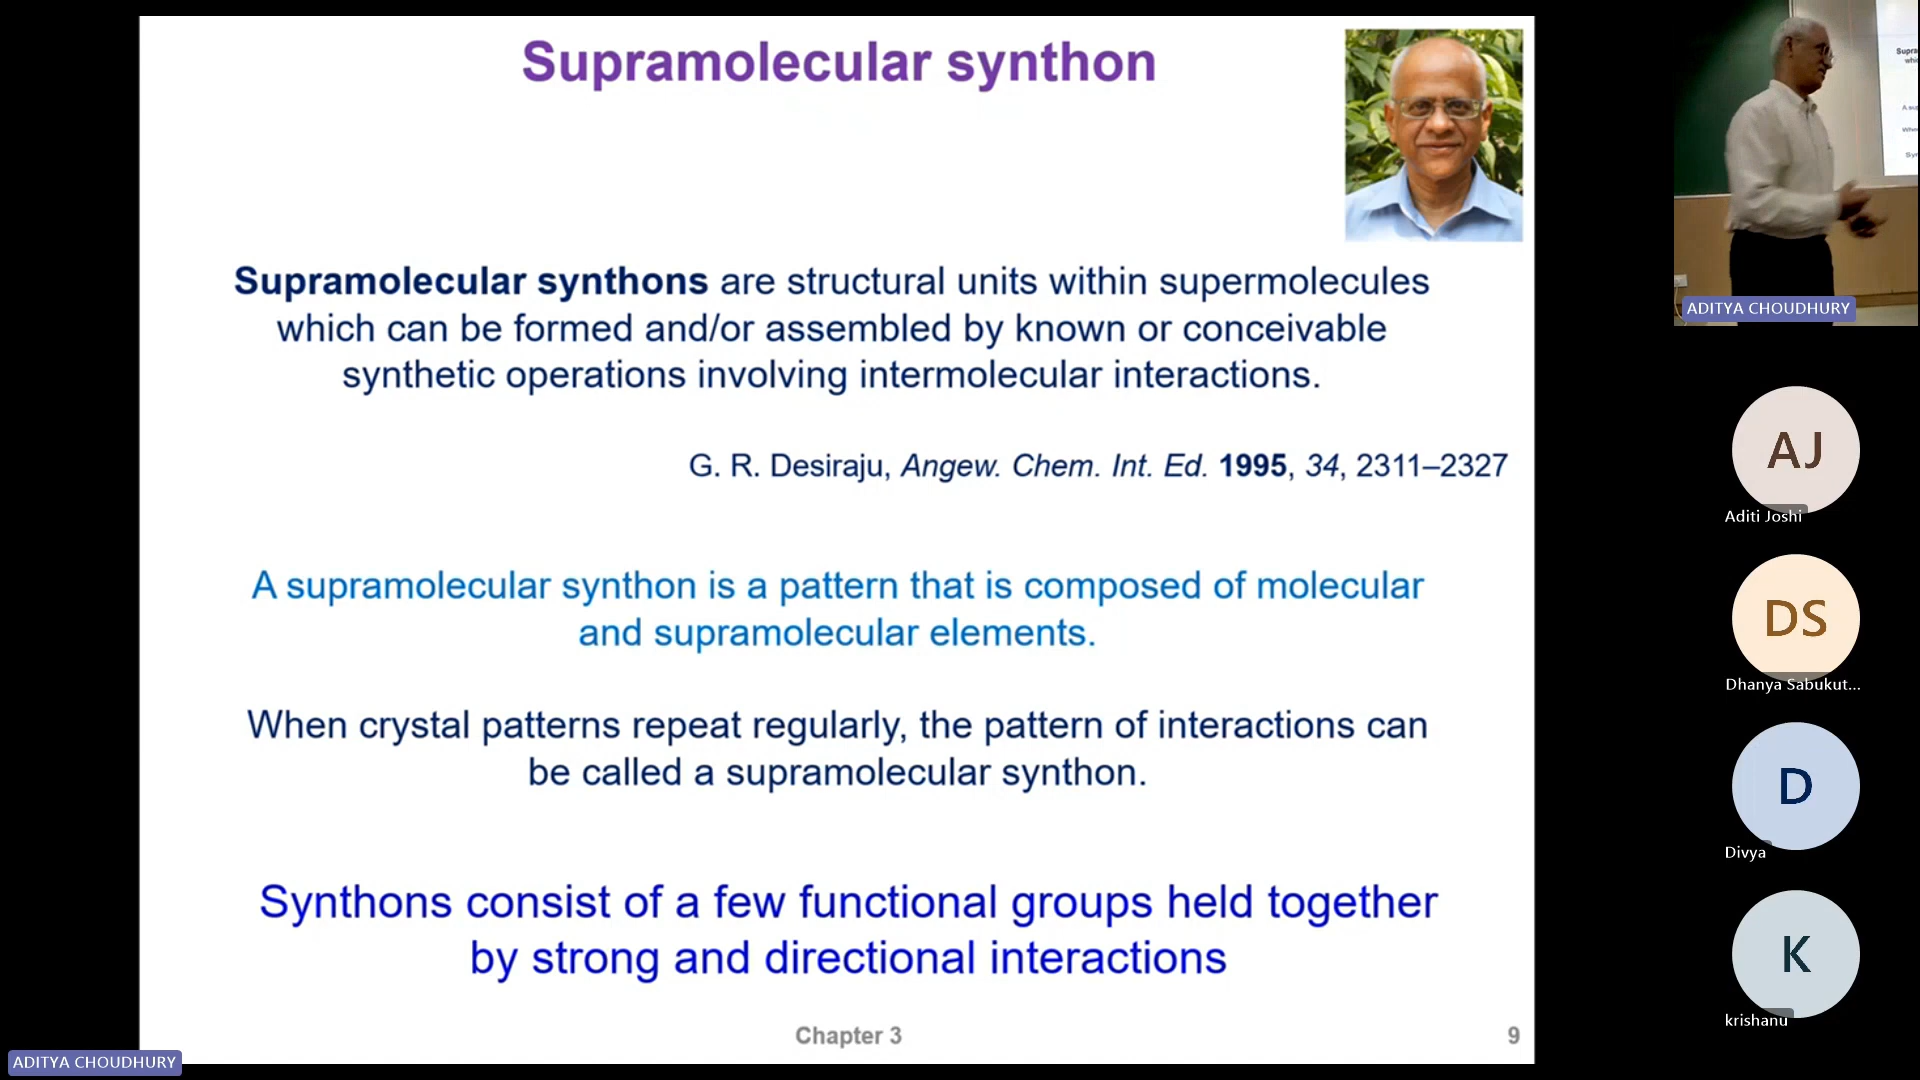 Supramolecular synthon
Supramolecular synthons are structural units within supermolecules
which can be formed and/or assembled by known or conceivable
synthetic operations involving intermolecular interactions.
G. R. Desiraju, Angew. Chem. Int. Ed. 1995, 34, 2311–2327
A supramolecular synthon is a pattern that is composed of molecular
and supramolecular elements.
When crystal patterns repeat regularly, the pattern of interactions can
be called a supramolecular synthon.
Synthons consist of a few functional groups held together
by strong and directional interactions
Chapter 3
9
ADITYA CHOUDHURY
Supra
ADITYA CHOUDHURY
AJ
Aditi Joshi
DS
Dhanya Sabukut...
D
Divya
K
krishanu